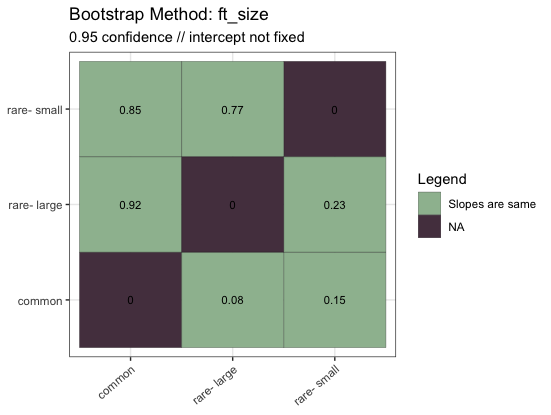 Bootstrap Method: ft_size
0.95 confidence // intercept not fixed
rare- small
0.85
0.77
0
rare- large
0.92
0
0.23
common
0
0.08
0.15
common
rare- large
rare- small
Legend
Slopes are same
NA